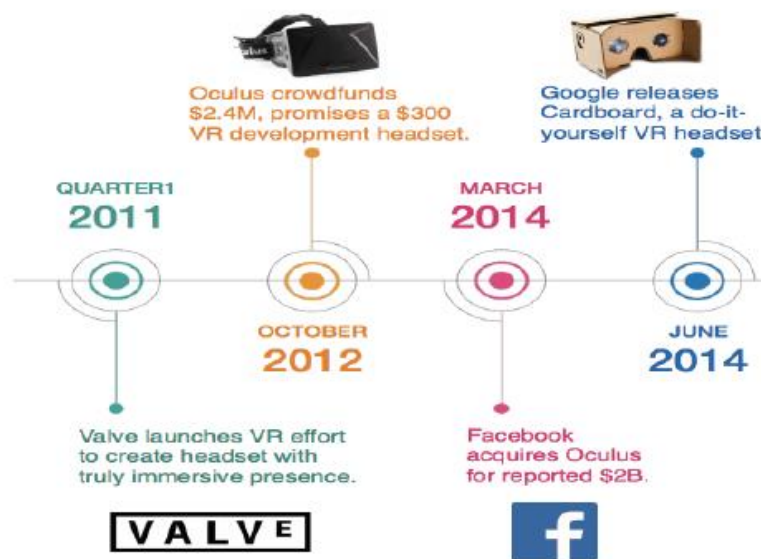 Oculus crowdfunds
$2.4M, promises a $300
VR development headset.
Google releases
Cardboard, a do-it-
yourself VR headset
QUARTER1
2011
MARCH
2014
OCTOBER
2012
JUNE
2014
Valve launches VR effort
to create headset with
truly immersive presence.
Facebook
acquires Oculus
for reported $2B.
VALVE
f